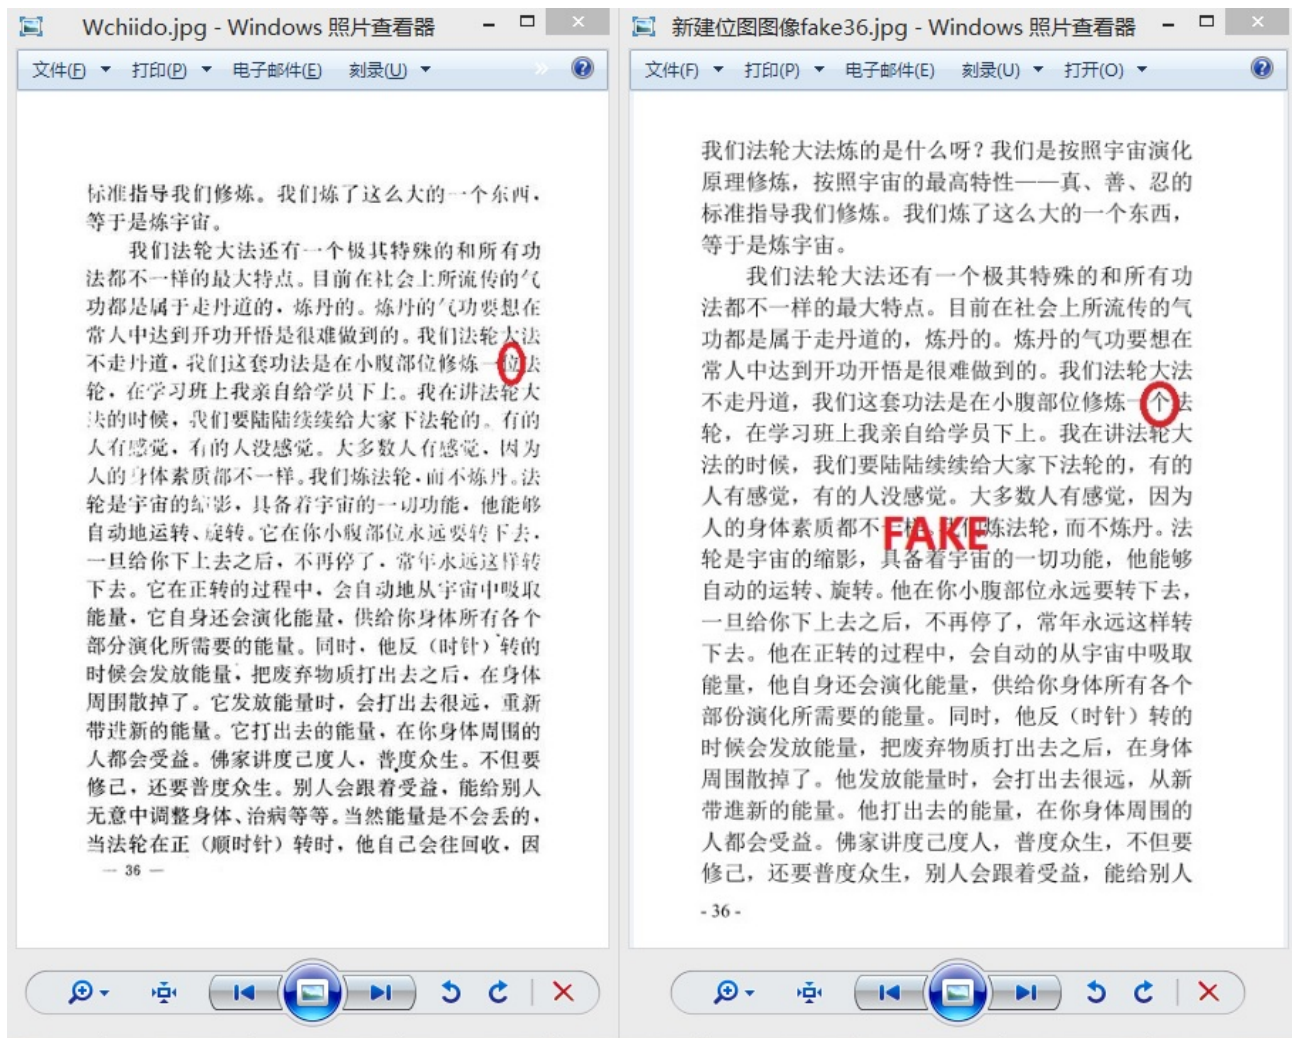 Wchiido.jpg - Windows 照片查看器
文件(F) 打印(P) 电子邮件(E) 刻录(U)
标准指导我们修炼。我们炼了这么大的一个东西，
等于是炼宇宙。
我们法轮大法还有一个极其特殊的和所有功
法都不一样的最大特点。目前在社会上所流传的气
功都是属于走丹道的，炼丹的。炼丹的气功要想在
常人中达到开功开悟是很难做到的。我们法轮大法
不走丹道，我们这套功法是在小腹部位修炼一位法
轮，在学习班上我亲自给学员下上。我在讲法轮大
法的时候，我们要陆陆续续给大家下法轮的。有的
人有感觉，有的人没感觉。大多数人有感觉，因为
人的身体素质都不一样。我们炼法轮，而不炼丹。法
轮是宇宙的缩影，具备着宇宙的一切功能，他能够
自动地运转、旋转。它在你小腹部位永远要转下去，
一旦给你下上去之后，不再停了，常年永远这样转
下去。它在正转的过程中，会自动地从宇宙中吸取
能量，它自身还会演化能量，供给你身体所有各个
部分演化所需要的能量。同时，他反（时针）转的
时候会发放能量，把废弃物质打出去之后，在身体
周围散掉了。它发放能量时，会打出去很远，重新
带进新的能量。它打出去的能量，在你身体周围的
人都会受益。佛家讲度己度人，普度众生。不但要
修己，还要普度众生。别人会跟着受益，能给别人
无意中调整身体、治病等等。当然能量是不会丢的，
当法轮在正（顺时针）转时，他自己会往回收，因
— 36 —
新建位图图像fake36.jpg - Windows 照片查看器
文件(F) 打印(P) 电子邮件(E) 刻录(U) 打开(O)
我们法轮大法炼的是什么呀？我们是按照宇宙演化
原理修炼，按照宇宙的最高特性——真、善、忍的
标准指导我们修炼。我们炼了这么大的一个东西，
等于是炼宇宙。
我们法轮大法还有一个极其特殊的和所有功
法都不一样的最大特点。目前在社会上所流传的气
功都是属于走丹道的，炼丹的。炼丹的气功要想在
常人中达到开功开悟是很难做到的。我们法轮大法
不走丹道，我们这套功法是在小腹部位修炼一个法
轮，在学习班上我亲自给学员下上。我在讲法轮大
法的时候，我们要陆陆续续给大家下法轮的，有的
人有感觉，有的人没感觉。大多数人有感觉，因为
人的身体素质都不一样。我们炼法轮，而不炼丹。法
FAKE
轮是宇宙的缩影，具备着宇宙的一切功能，他能够
自动的运转、旋转。他在你小腹部位永远要转下去，
一旦给你下上去之后，不再停了，常年永远这样转
下去。他在正转的过程中，会自动的从宇宙中吸取
能量，他自身还会演化能量，供给你身体所有各个
部份演化所需要的能量。同时，他反（时针）转的
时候会发放能量，把废弃物质打出去之后，在身体
周围散掉了。他发放能量时，会打出去很远，从新
带進新的能量。他打出去的能量，在你身体周围的
人都会受益。佛家讲度己度人，普度众生，不但要
修己，还要普度众生，别人会跟着受益，能给别人
- 36 -